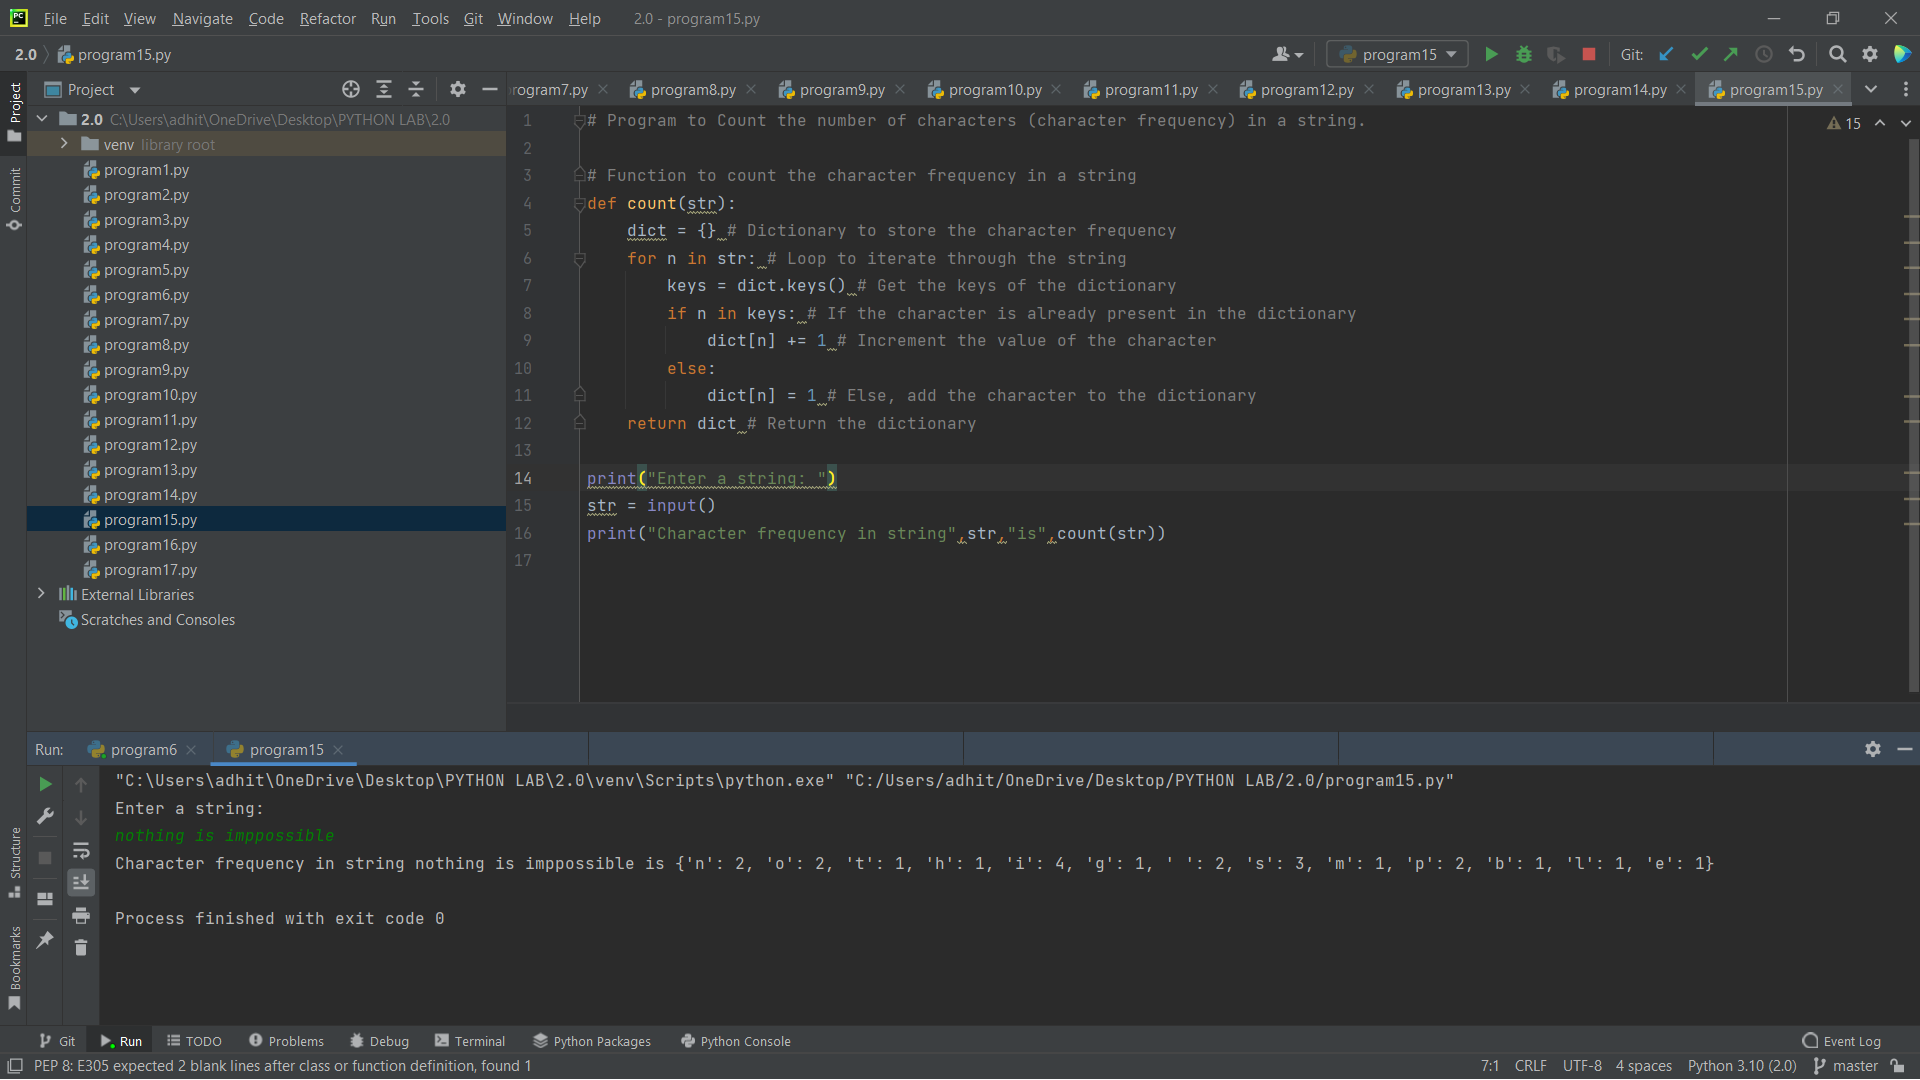 File Edit View Navigate Code Refactor Run Tools Git Window Help 2.0 - program15.py
2.0 program15.py program15 Git:
Project
program7.py program8.py program9.py program10.py program11.py program12.py program13.py program14.py program15.py
Project
Commit
Structure
Bookmarks
2.0 C:\Users\adhit\OneDrive\Desktop\PYTHON LAB\2.0
venv library root
program1.py
program2.py
program3.py
program4.py
program5.py
program6.py
program7.py
program8.py
program9.py
program10.py
program11.py
program12.py
program13.py
program14.py
program15.py
program16.py
program17.py
External Libraries
Scratches and Consoles
15
1 # Program to Count the number of characters (character frequency) in a string.
2
3 # Function to count the character frequency in a string
4 def count(str):
5 dict = {} # Dictionary to store the character frequency
6 for n in str: # Loop to iterate through the string
7 keys = dict.keys() # Get the keys of the dictionary
8 if n in keys: # If the character is already present in the dictionary
9 dict[n] += 1 # Increment the value of the character
10 else:
11 dict[n] = 1 # Else, add the character to the dictionary
12 return dict # Return the dictionary
13
14 print("Enter a string: ")
15 str = input()
16 print("Character frequency in string",str,"is",count(str))
17
Run: program6 program15
"C:\Users\adhit\OneDrive\Desktop\PYTHON LAB\2.0\venv\Scripts\python.exe" "C:/Users/adhit/OneDrive/Desktop/PYTHON LAB/2.0/program15.py"
Enter a string:
nothing is imppossible
Character frequency in string nothing is imppossible is {'n': 2, 'o': 2, 't': 1, 'h': 1, 'i': 4, 'g': 1, ' ': 2, 's': 3, 'm': 1, 'p': 2, 'b': 1, 'l': 1, 'e': 1}
Process finished with exit code 0
Git Run TODO Problems Debug Terminal Python Packages Python Console Event Log
PEP 8: E305 expected 2 blank lines after class or function definition, found 1 7:1 CRLF UTF-8 4 spaces Python 3.10 (2.0) master